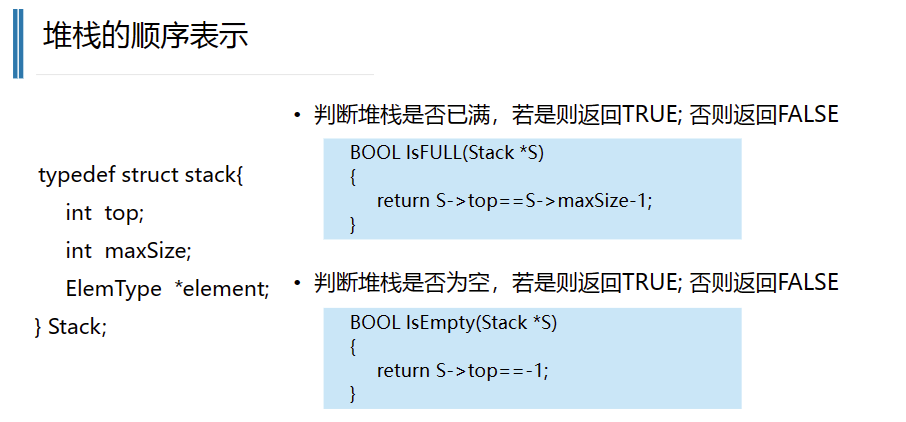 堆栈的顺序表示
typedef struct stack{
int top;
int maxSize;
ElemType *element;
} Stack;
• 判断堆栈是否已满，若是则返回TRUE; 否则返回FALSE
BOOL IsFULL(Stack *S)
{
return S->top==S->maxSize-1;
}
• 判断堆栈是否为空，若是则返回TRUE; 否则返回FALSE
BOOL IsEmpty(Stack *S)
{
return S->top==-1;
}